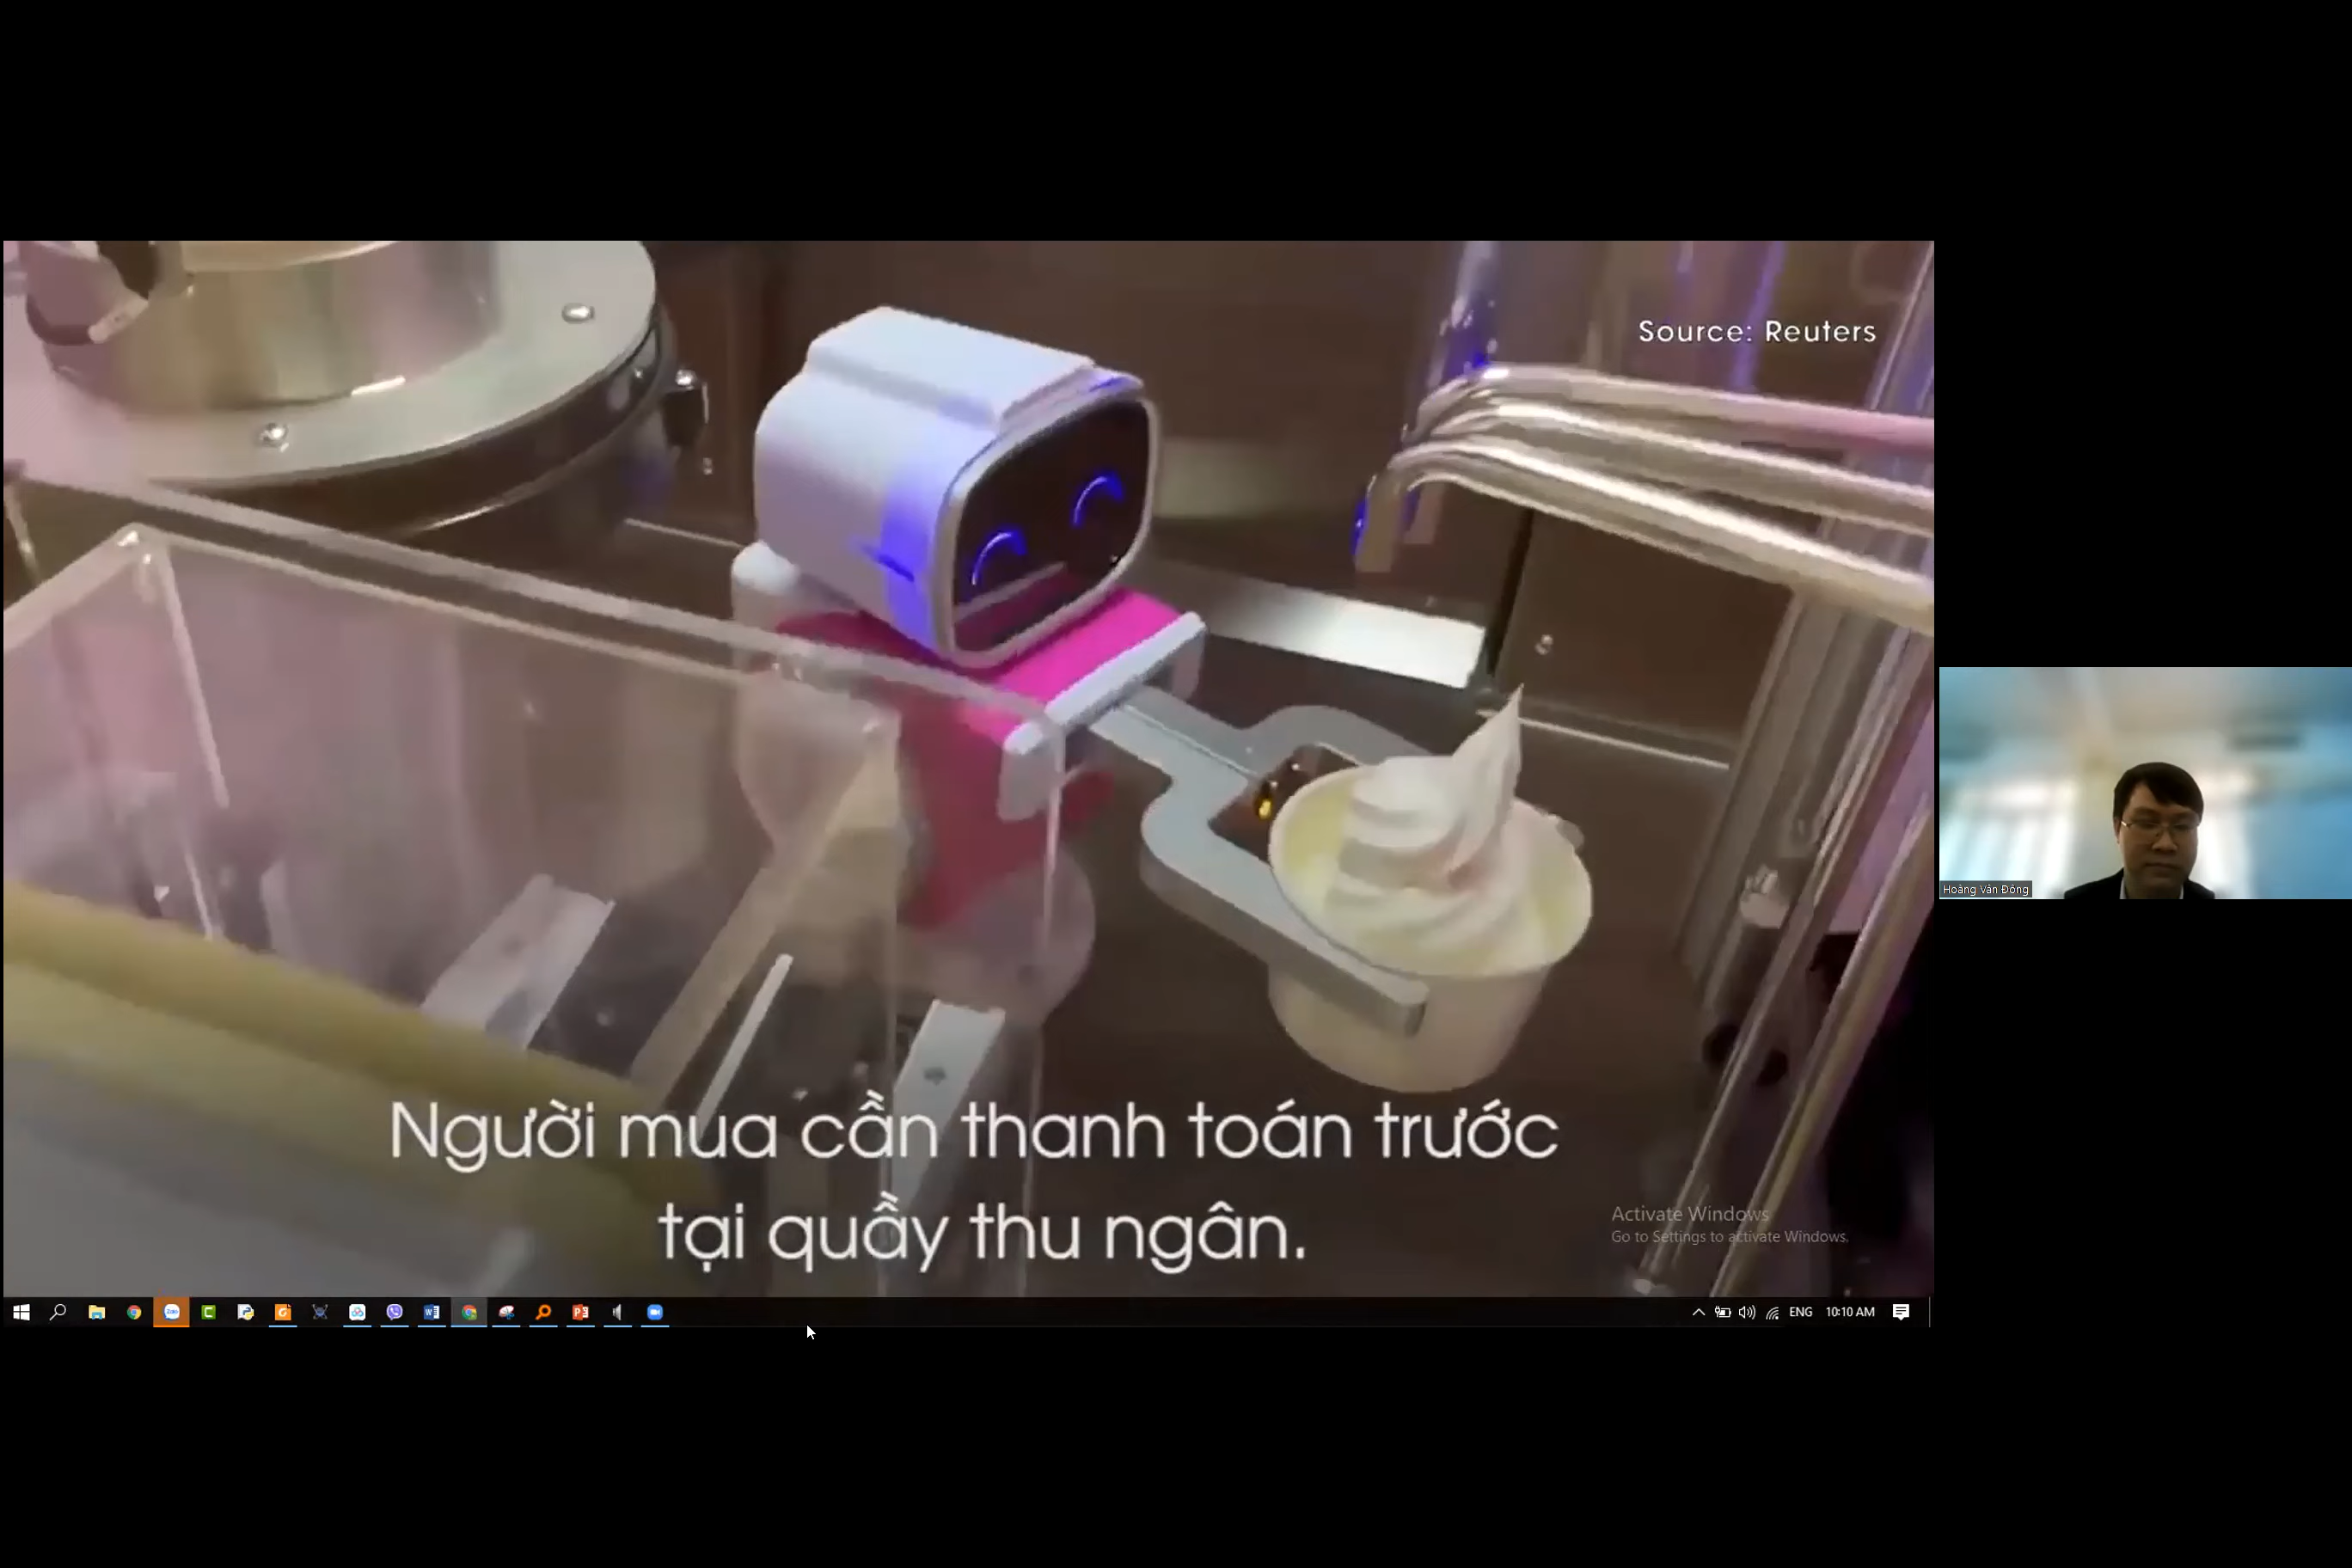 Source: Reuters
Người mua cần thanh toán trước
tại quầy thu ngân.
Activate Windows
Go to Settings to activate Windows.
Hoàng Văn Đông
Zalo
ENG
10:10 AM